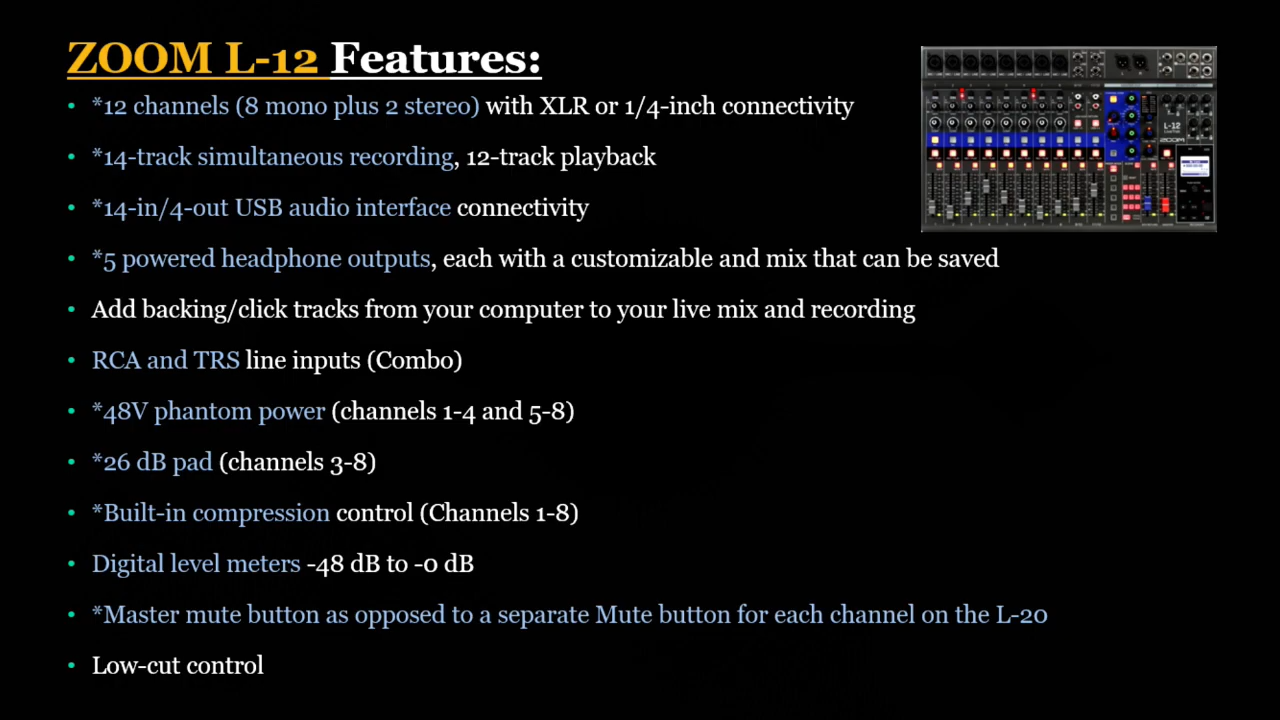 ZOOM L-12 Features:
• *12 channels (8 mono plus 2 stereo) with XLR or 1/4-inch connectivity
• *14-track simultaneous recording, 12-track playback
• *14-in/4-out USB audio interface connectivity
• *5 powered headphone outputs, each with a customizable and mix that can be saved
• Add backing/click tracks from your computer to your live mix and recording
• RCA and TRS line inputs (Combo)
• *48V phantom power (channels 1-4 and 5-8)
• *26 dB pad (channels 3-8)
• *Built-in compression control (Channels 1-8)
• Digital level meters -48 dB to -0 dB
• *Master mute button as opposed to a separate Mute button for each channel on the L-20
• Low-cut control
L-12
ZOOM